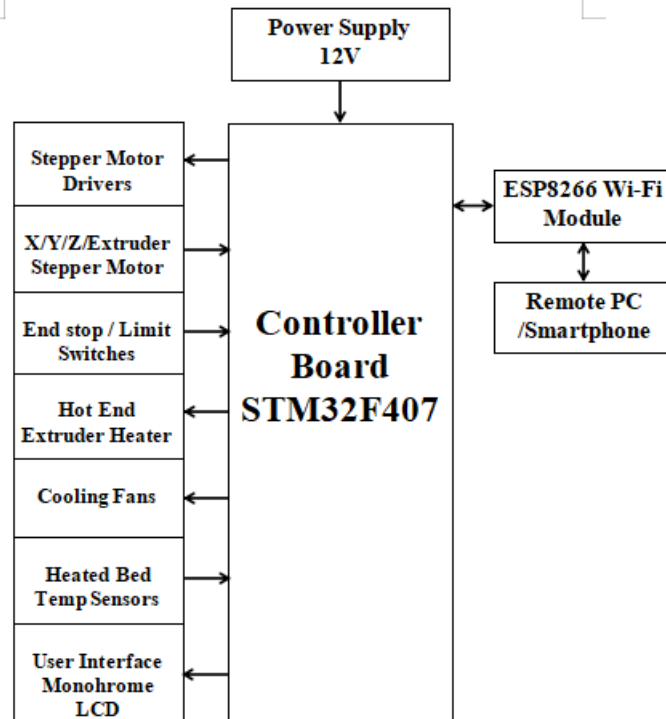 Power Supply
12V
Stepper Motor
Drivers
X/Y/Z/Extruder
Stepper Motor
End stop / Limit
Switches
Hot End
Extruder Heater
Cooling Fans
Heated Bed
Temp Sensors
User Interface
Monohrome
LCD
Controller
Board
STM32F407
ESP8266 Wi-Fi
Module
Remote PC
/Smartphone